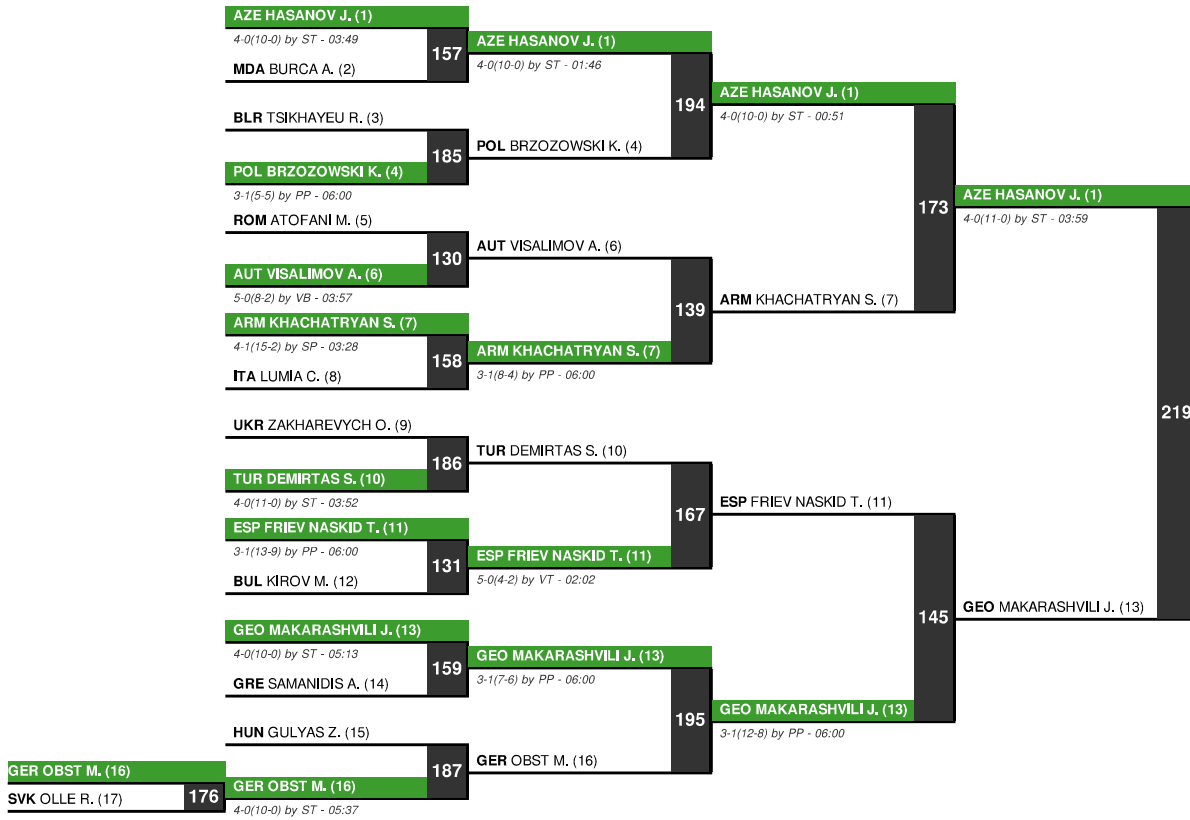 AZE HASANOV J. (1)
4-0(10-0) by ST - 03:49
157
MDA BURCA A. (2)
BLR TSIKHAYEU R. (3)
185
POL BRZOZOWSKI K. (4)
3-1(5-5) by PP - 06:00
ROM ATOFANI M. (5)
130
AUT VISALIMOV A. (6)
5-0(8-2) by VB - 03:57
ARM KHACHATRYAN S. (7)
4-1(15-2) by SP - 03:28
158
ITA LUMIA C. (8)
UKR ZAKHAREVYCH O. (9)
186
TUR DEMIRTAS S. (10)
4-0(11-0) by ST - 03:52
ESP FRIEV NASKID T. (11)
3-1(13-9) by PP - 06:00
131
BUL KIROV M. (12)
GEO MAKARASHVILI J. (13)
4-0(10-0) by ST - 05:13
159
GRE SAMANIDIS A. (14)
HUN GULYAS Z. (15)
187
GER OBST M. (16)
4-0(10-0) by ST - 05:37
GER OBST M. (16)
176
SVK OLLE R. (17)
AZE HASANOV J. (1)
4-0(10-0) by ST - 01:46
194
POL BRZOZOWSKI K. (4)
AUT VISALIMOV A. (6)
139
ARM KHACHATRYAN S. (7)
3-1(8-4) by PP - 06:00
TUR DEMIRTAS S. (10)
167
ESP FRIEV NASKID T. (11)
5-0(4-2) by VT - 02:02
GEO MAKARASHVILI J. (13)
3-1(7-6) by PP - 06:00
195
GER OBST M. (16)
AZE HASANOV J. (1)
4-0(10-0) by ST - 00:51
173
ARM KHACHATRYAN S. (7)
ESP FRIEV NASKID T. (11)
145
GEO MAKARASHVILI J. (13)
3-1(12-8) by PP - 06:00
AZE HASANOV J. (1)
4-0(11-0) by ST - 03:59
219
GEO MAKARASHVILI J. (13)